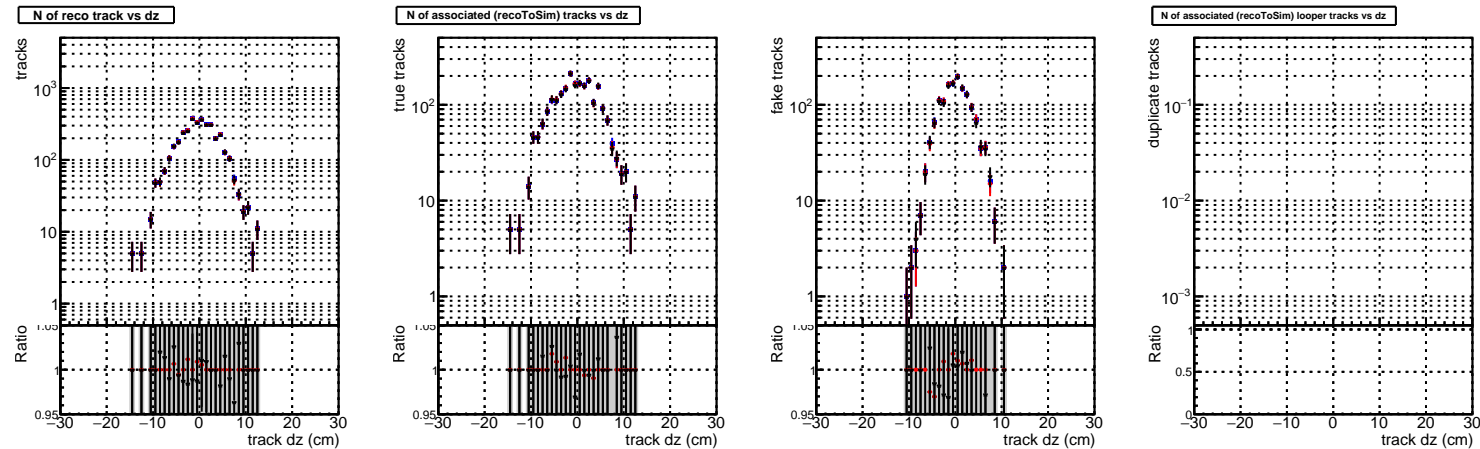 N of reco track vs dz
tracks
10³
10²
10
1
Ratio
1.05
1
0.95
−30 −20 −10 0 10 20 30
track dz (cm)
N of associated (recoToSim) tracks vs dz
true tracks
10²
10
1
Ratio
1.05
1
0.95
−30 −20 −10 0 10 20 30
track dz (cm)
fake tracks
10²
10
1
Ratio
1.05
1
0.95
−30 −20 −10 0 10 20 30
track dz (cm)
N of associated (recoToSim) looper tracks vs dz
duplicate tracks
10⁻¹
10⁻²
10⁻³
Ratio
1
0.5
0
−30 −20 −10 0 10 20 30
track dz (cm)